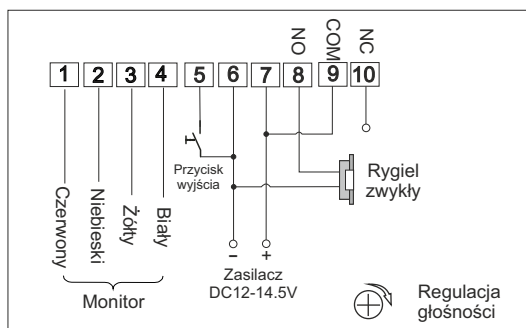 NO
COM
NC
1 2 3 4 5 6 7 8 9 10
Czerwony
Niebieski
Żółty
Biały
Monitor
Przycisk
wyjścia
Rygiel
zwykły
- +
Zasilacz
DC12-14.5V
Regulacja
głośności